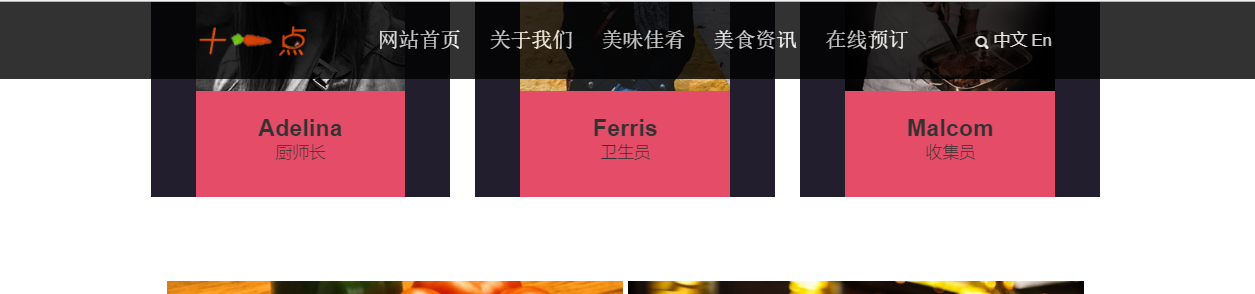 十一点 网站首页 关于我们 美味佳肴 美食资讯 在线预订 中文 En
Adelina
厨师长
Ferris
卫生员
Malcom
收集员